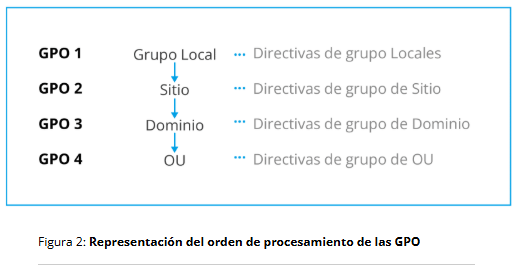 GPO 1 Grupo Local ... Directivas de grupo Locales
GPO 2 Sitio ... Directivas de grupo de Sitio
GPO 3 Dominio ... Directivas de grupo de Dominio
GPO 4 OU ... Directivas de grupo de OU
Figura 2: Representación del orden de procesamiento de las GPO